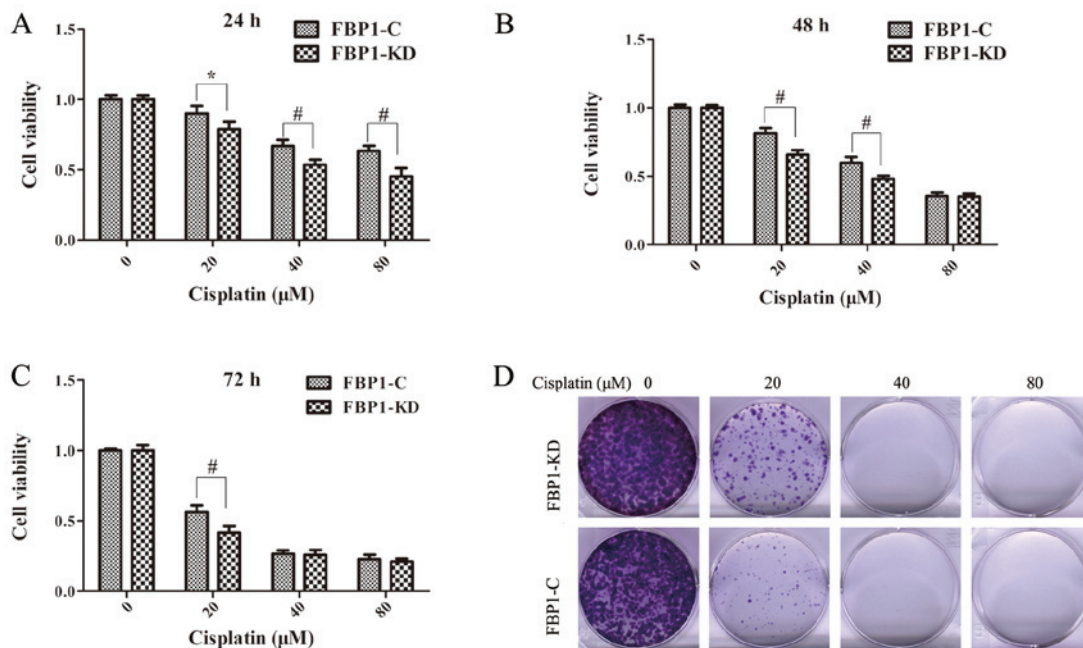 A
24 h
FBP1-C
FBP1-KD
Cell viability
1.5
1.0
0.5
0.0
*
#
#
0
20
40
80
Cisplatin (μM)
B
48 h
FBP1-C
FBP1-KD
Cell viability
1.5
1.0
0.5
0.0
#
#
0
20
40
80
Cisplatin (μM)
C
72 h
FBP1-C
FBP1-KD
Cell viability
1.5
1.0
0.5
0.0
#
0
20
40
80
Cisplatin (μM)
D
Cisplatin (μM) 0 20 40 80
FBP1-KD
FBP1-C